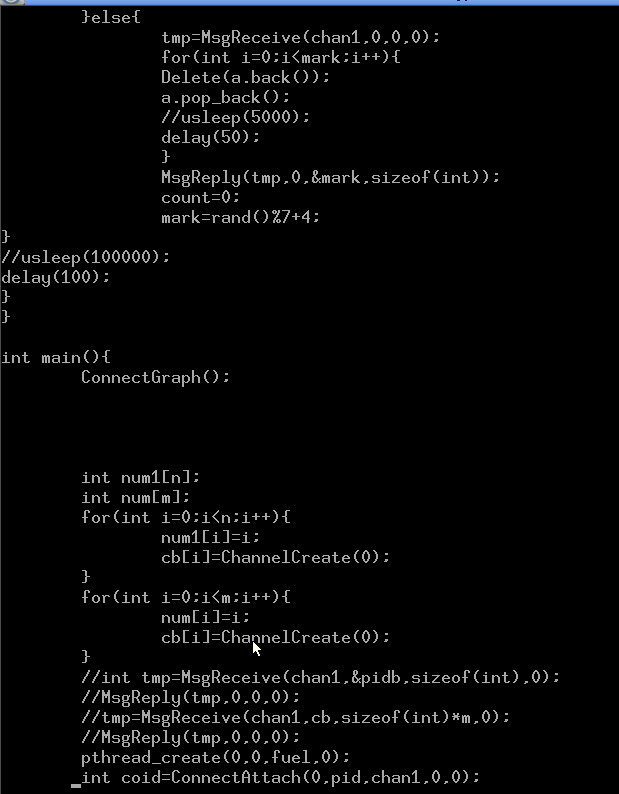 }else{
tmp=MsgReceive(chan1,0,0,0);
for(int i=0;i<mark;i++){
Delete(a.back());
a.pop_back();
//usleep(5000);
delay(50);
}
MsgReply(tmp,0,&mark,sizeof(int));
count=0;
mark=rand()%7+4;
}
//usleep(100000);
delay(100);
}
}
int main(){
ConnectGraph();
int num1[n];
int num[m];
for(int i=0;i<n;i++){
num1[i]=i;
cb[i]=ChannelCreate(0);
}
for(int i=0;i<m;i++){
num[i]=i;
cb[i]=ChannelCreate(0);
}
//int tmp=MsgReceive(chan1,&pidb,sizeof(int),0);
//MsgReply(tmp,0,0,0);
//tmp=MsgReceive(chan1,cb,sizeof(int)*m,0);
//MsgReply(tmp,0,0,0);
pthread_create(0,0,fuel,0);
int coid=ConnectAttach(0,pid,chan1,0,0);